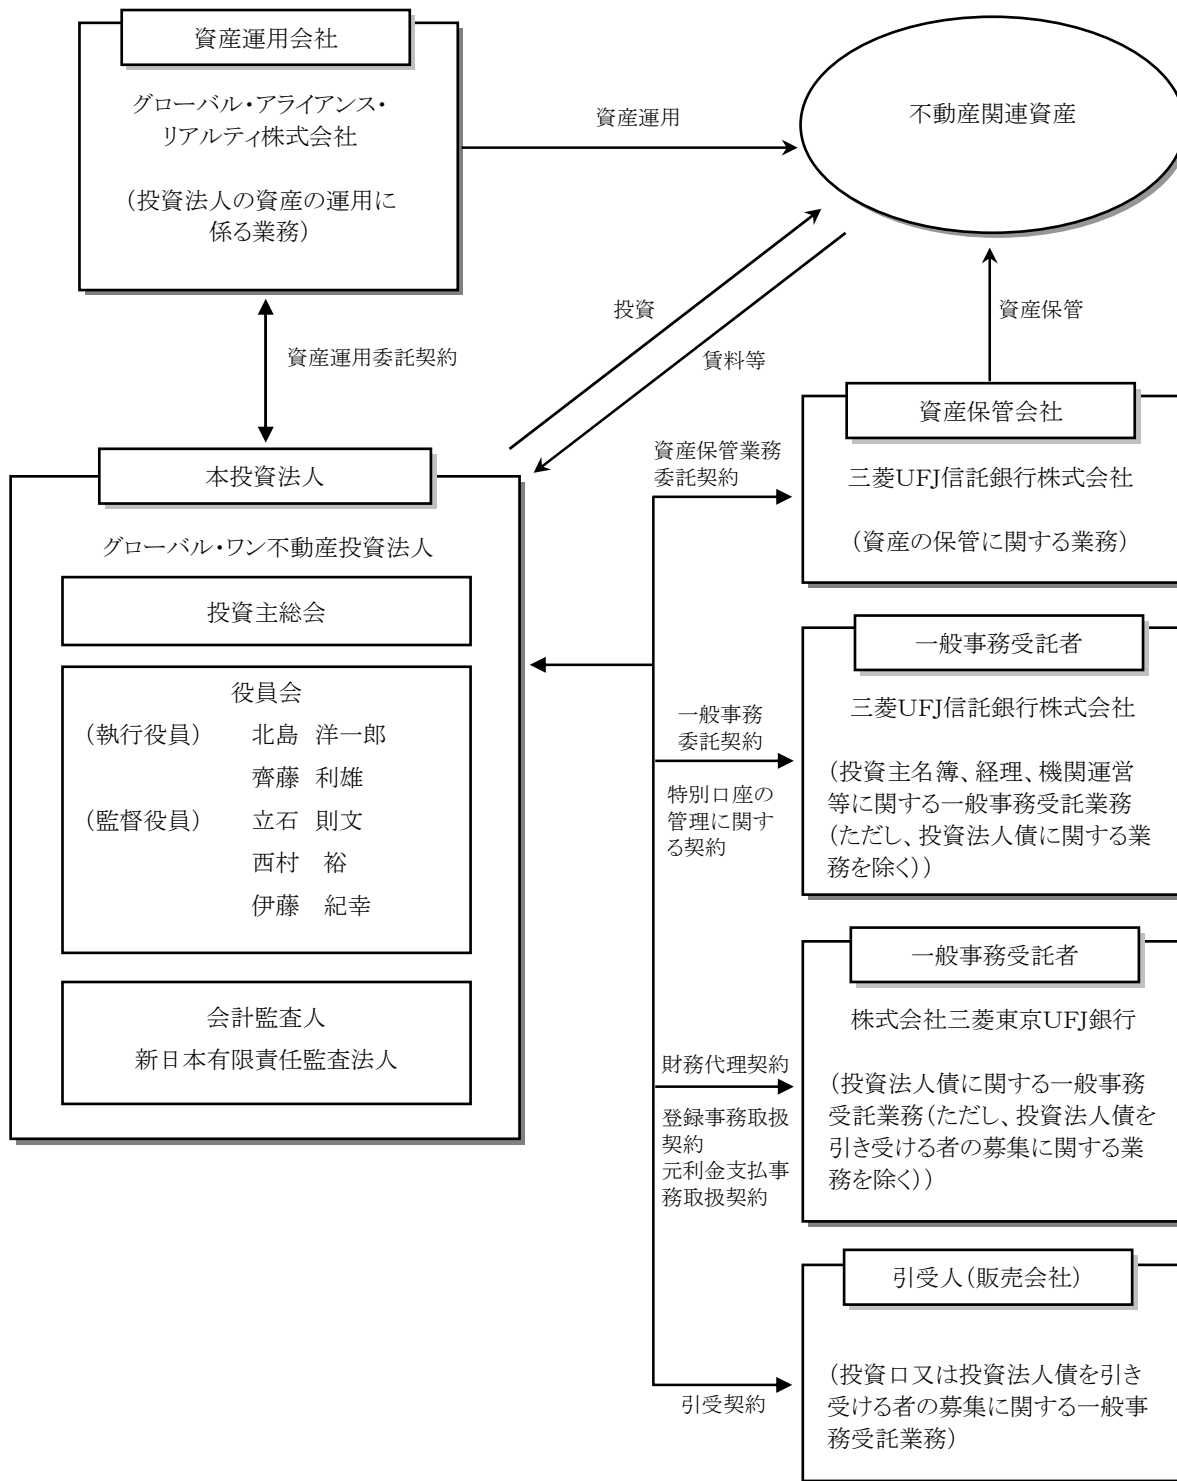 資産運用会社
グローバル・アライアンス・
リアルティ株式会社
（投資法人の資産の運用に
係る業務）
資産運用
不動産関連資産
資産運用委託契約
投資
賃料等
資産保管
本投資法人
グローバル・ワン不動産投資法人
投資主総会
役員会
（執行役員） 北島 洋一郎
齊藤 利雄
（監督役員） 立石 則文
西村 裕
伊藤 紀幸
会計監査人
新日本有限責任監査法人
資産保管業務
委託契約
資産保管会社
三菱UFJ信託銀行株式会社
（資産の保管に関する業務）
一般事務
委託契約
特別口座の
管理に関す
る契約
一般事務受託者
三菱UFJ信託銀行株式会社
（投資主名簿、経理、機関運営
等に関する一般事務受託業務
（ただし、投資法人債に関する業
務を除く））
財務代理契約
登録事務取扱
契約
元利金支払事
務取扱契約
一般事務受託者
株式会社三菱東京UFJ銀行
（投資法人債に関する一般事務
受託業務（ただし、投資法人債を
引き受ける者の募集に関する業
務を除く））
引受契約
引受人（販売会社）
（投資口又は投資法人債を引き
受ける者の募集に関する一般事
務受託業務）